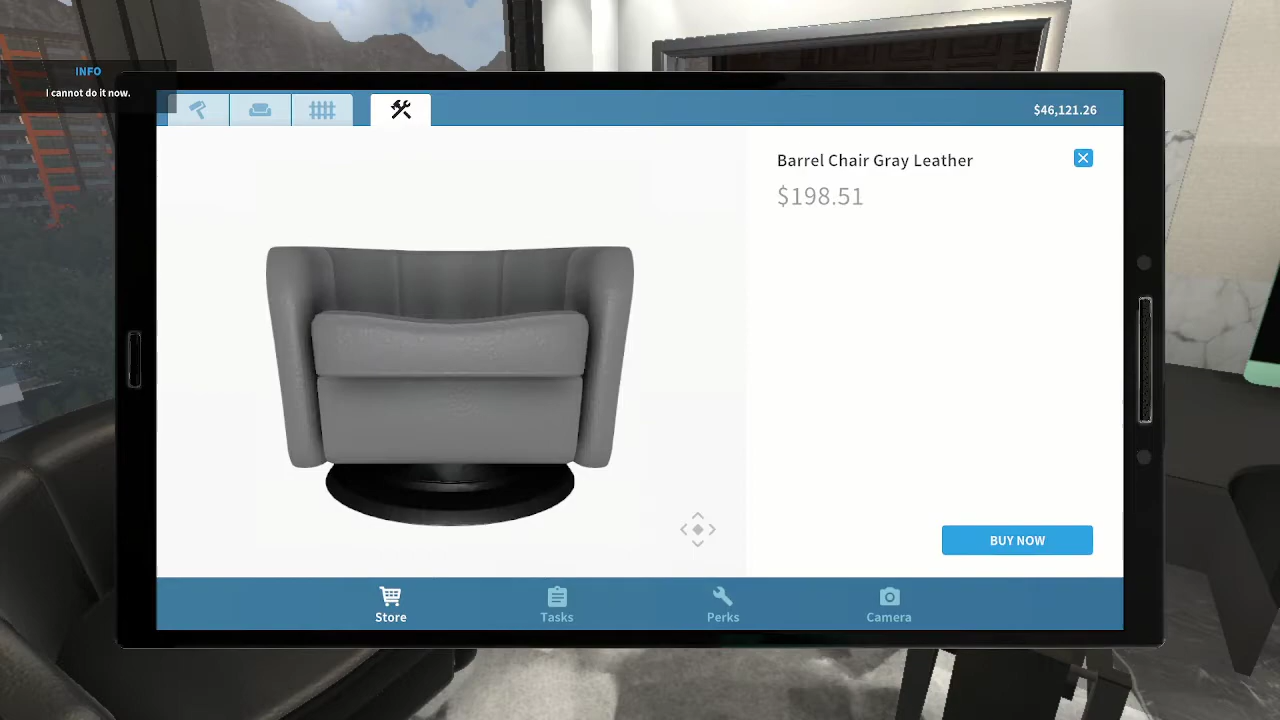 INFO
I cannot do it now.
$46,121.26
Barrel Chair Gray Leather
$198.51
BUY NOW
Store
Tasks
Perks
Camera